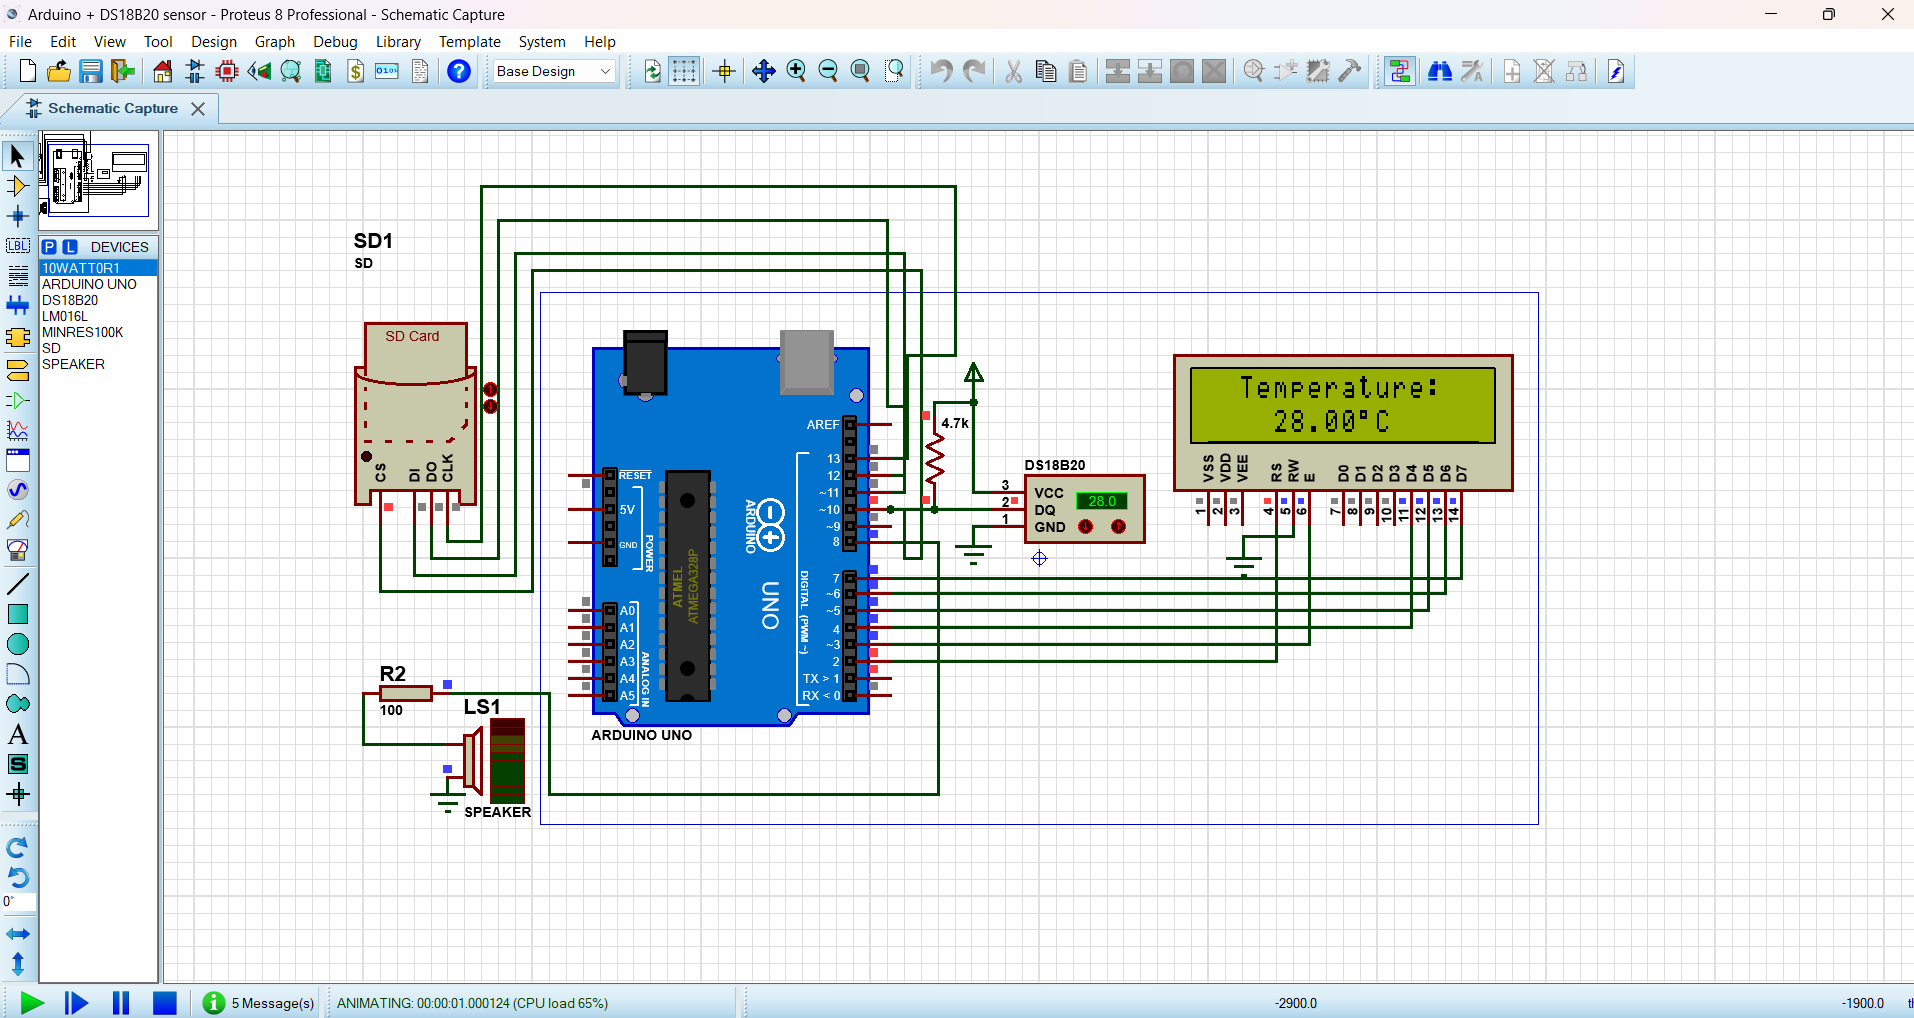 Arduino + DS18B20 sensor - Proteus 8 Professional - Schematic Capture
File Edit View Tool Design Graph Debug Library Template System Help
Base Design
Schematic Capture
P L DEVICES
10WATT0R1
ARDUINO UNO
DS18B20
LM016L
MINRES100K
SD
SPEAKER
LBL
A
S
0°
SD1
SD
SD Card
CS
DI
DO
CLK
R2
100
LS1
SPEAKER
RESET
5V
GND
POWER
A0
A1
A2
A3
A4
A5
ANALOG IN
ATMEL
ATMEGA328P
ARDUINO
UNO
AREF
13
12
~11
~10
~9
8
7
~6
~5
4
~3
2
TX > 1
RX < 0
DIGITAL (PWM ~)
ARDUINO UNO
4.7k
DS18B20
3 VCC
2 DQ
1 GND
28.0
Temperature:
28.00°C
VSS VDD VEE RS RW E D0 D1 D2 D3 D4 D5 D6 D7
1 2 3 4 5 6 7 8 9 10 11 12 13 14
5 Message(s)
ANIMATING: 00:00:01.000124 (CPU load 65%)
-2900.0
-1900.0
th